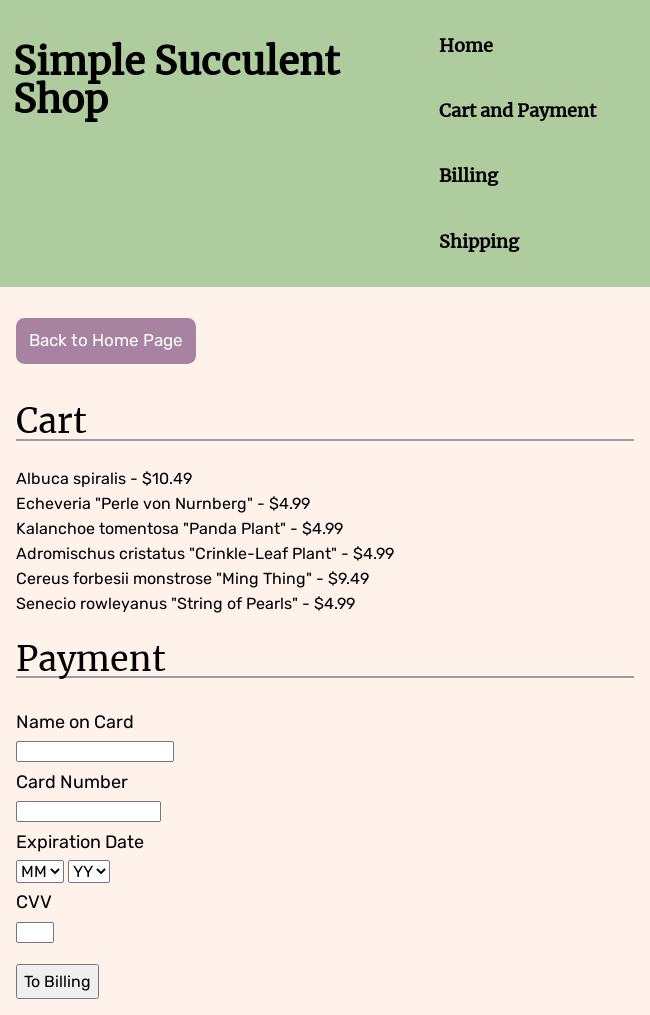 Simple Succulent
Shop
Home
Cart and Payment
Billing
Shipping
Back to Home Page
Cart
Albuca spiralis - $10.49
Echeveria "Perle von Nurnberg" - $4.99
Kalanchoe tomentosa "Panda Plant" - $4.99
Adromischus cristatus "Crinkle-Leaf Plant" - $4.99
Cereus forbesii monstrose "Ming Thing" - $9.49
Senecio rowleyanus "String of Pearls" - $4.99
Payment
Name on Card
Card Number
Expiration Date
MM YY
CVV
To Billing